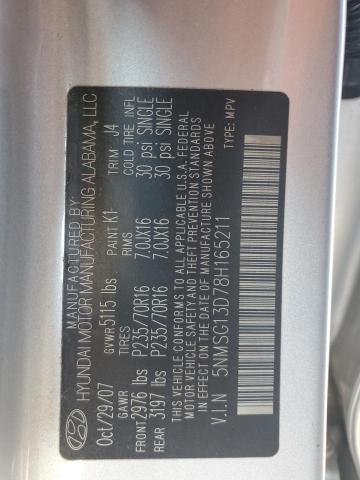 MANUFACTURED BY:
HYUNDAI MOTOR MANUFACTURING ALABAMA, LLC
Oct/29/07 GVWR 5115 lbs PAINT K1- TRIM J4
GAWR TIRES RIMS COLD TIRE INFL
FRONT 2976 lbs P235/70R16 7.0JX16 30 psi SINGLE
REAR 3197 lbs P235/70R16 7.0JX16 30 psi SINGLE
THIS VEHICLE CONFORMS TO ALL APPLICABLE U.S.A. FEDERAL
MOTOR VEHICLE SAFETY AND THEFT PREVENTION STANDARDS
IN EFFECT ON THE DATE OF MANUFACTURE SHOWN ABOVE.
V.I.N 5NMSG13D78H165211 TYPE: MPV